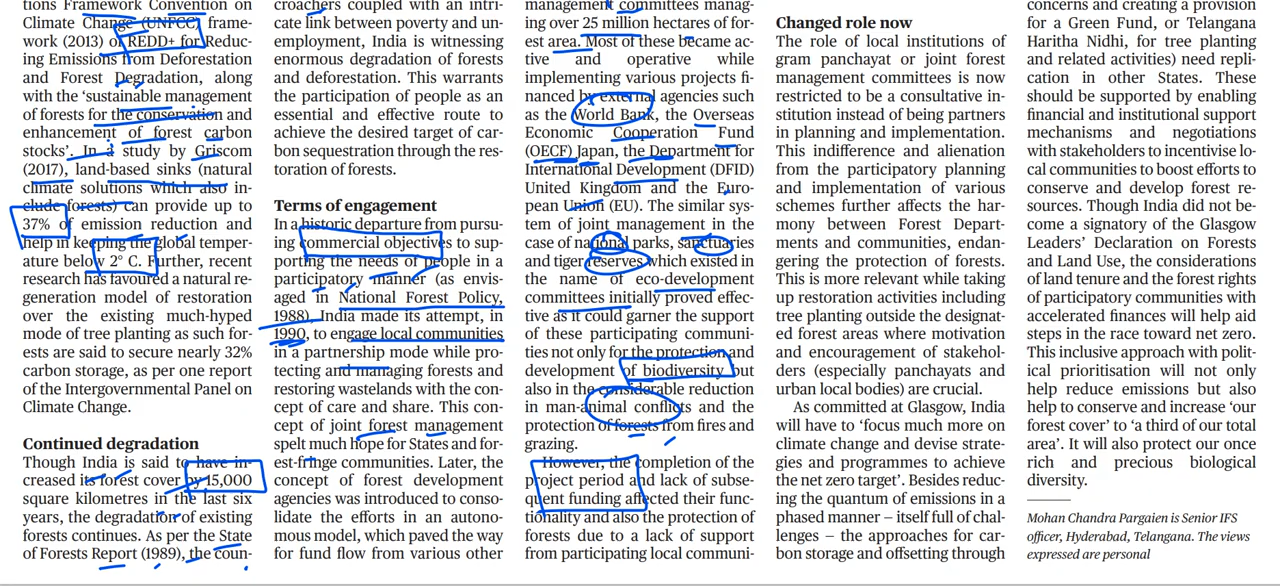 tions Framework Convention on
Climate Change (UNFCC) frame-
work (2013) on REDD+ for Reduc-
ing Emissions from Deforestation
and Forest Degradation, along
with the ‘sustainable management
of forests for the conservation and
enhancement of forest carbon
stocks’. In a study by Griscom
(2017), land-based sinks (natural
climate solutions which also in-
clude forests) can provide up to
37% of emission reduction and
help in keeping the global temper-
ature below 2° C. Further, recent
research has favoured a natural re-
generation model of restoration
over the existing much-hyped
mode of tree planting as such for-
ests are said to secure nearly 32%
carbon storage, as per one report
of the Intergovernmental Panel on
Climate Change.
Continued degradation
Though India is said to have in-
creased its forest cover by 15,000
square kilometres in the last six
years, the degradation of existing
forests continues. As per the State
of Forests Report (1989), the coun-
croachers coupled with an intri-
cate link between poverty and un-
employment, India is witnessing
enormous degradation of forests
and deforestation. This warrants
the participation of people as an
essential and effective route to
achieve the desired target of car-
bon sequestration through the res-
toration of forests.
Terms of engagement
In a historic departure from pursu-
ing commercial objectives to sup-
porting the needs of people in a
participatory manner (as envis-
aged in National Forest Policy,
1988), India made its attempt, in
1990, to engage local communities
in a partnership mode while pro-
tecting and managing forests and
restoring wastelands with the con-
cept of care and share. This con-
cept of joint forest management
spelt much hope for States and for-
est-fringe communities. Later, the
concept of forest development
agencies was introduced to conso-
lidate the efforts in an autono-
mous model, which paved the way
for fund flow from various other
management committees manag-
ing over 25 million hectares of for-
est area. Most of these became ac-
tive and operative while
implementing various projects fi-
nanced by external agencies such
as the World Bank, the Overseas
Economic Cooperation Fund
(OECF) Japan, the Department for
International Development (DFID)
United Kingdom and the Euro-
pean Union (EU). The similar sys-
tem of joint management in the
case of national parks, sanctuaries
and tiger reserves which existed in
the name of eco-development
committees initially proved effec-
tive as it could garner the support
of these participating communi-
ties not only for the protection and
development of biodiversity but
also in the considerable reduction
in man-animal conflicts and the
protection of forests from fires and
grazing.
However, the completion of the
project period and lack of subse-
quent funding affected their func-
tionality and also the protection of
forests due to a lack of support
from participating local communi-
Changed role now
The role of local institutions of
gram panchayat or joint forest
management committees is now
restricted to be a consultative in-
stitution instead of being partners
in planning and implementation.
This indifference and alienation
from the participatory planning
and implementation of various
schemes further affects the har-
mony between Forest Depart-
ments and communities, endan-
gering the protection of forests.
This is more relevant while taking
up restoration activities including
tree planting outside the designat-
ed forest areas where motivation
and encouragement of stakehol-
ders (especially panchayats and
urban local bodies) are crucial.
As committed at Glasgow, India
will have to ‘focus much more on
climate change and devise strate-
gies and programmes to achieve
the net zero target’. Besides reduc-
ing the quantum of emissions in a
phased manner – itself full of chal-
lenges – the approaches for car-
bon storage and offsetting through
concerns and creating a provision
for a Green Fund, or Telangana
Haritha Nidhi, for tree planting
and related activities) need repli-
cation in other States. These
should be supported by enabling
financial and institutional support
mechanisms and negotiations
with stakeholders to incentivise lo-
cal communities to boost efforts to
conserve and develop forest re-
sources. Though India did not be-
come a signatory of the Glasgow
Leaders’ Declaration on Forests
and Land Use, the considerations
of land tenure and the forest rights
of participatory communities with
accelerated finances will help aid
steps in the race toward net zero.
This inclusive approach with polit-
ical prioritisation will not only
help reduce emissions but also
help to conserve and increase ‘our
forest cover’ to ‘a third of our total
area’. It will also protect our once
rich and precious biological
diversity.
Mohan Chandra Pargaien is Senior IFS
officer, Hyderabad, Telangana. The views
expressed are personal